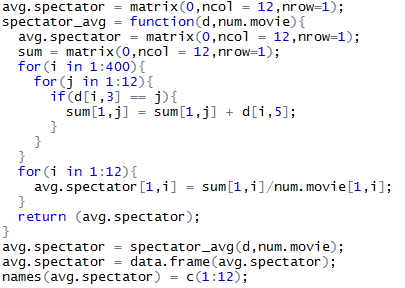 avg.spectator = matrix(0,ncol = 12,nrow=1);
spectator_avg = function(d,num.movie){
  avg.spectator = matrix(0,ncol = 12,nrow=1);
  sum = matrix(0,ncol = 12,nrow=1);
  for(i in 1:400){
    for(j in 1:12){
      if(d[i,3] == j){
        sum[1,j] = sum[1,j] + d[i,5];
      }
    }
  }
  for(i in 1:12){
    avg.spectator[1,i] = sum[1,i]/num.movie[1,i];
  }
  return (avg.spectator);
}
avg.spectator = spectator_avg(d,num.movie);
avg.spectator = data.frame(avg.spectator);
names(avg.spectator) = c(1:12);